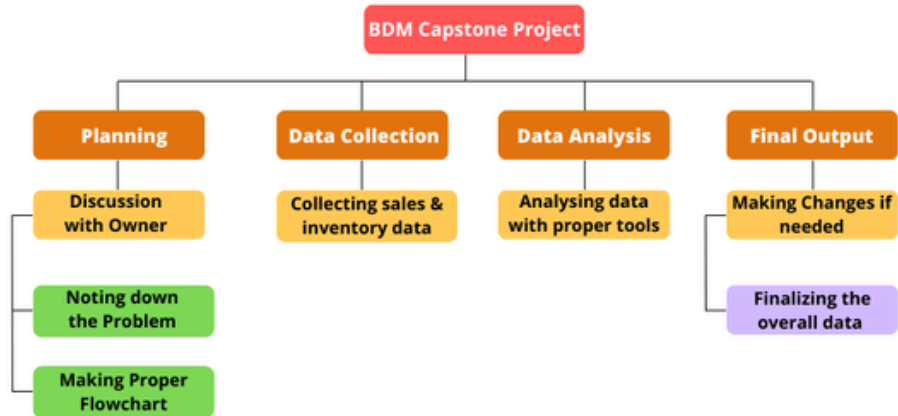 BDM Capstone Project
Planning
Data Collection
Data Analysis
Final Output
Discussion
with Owner
Collecting sales &
inventory data
Analysing data
with proper tools
Making Changes if
needed
Noting down
the Problem
Finalizing the
overall data
Making Proper
Flowchart